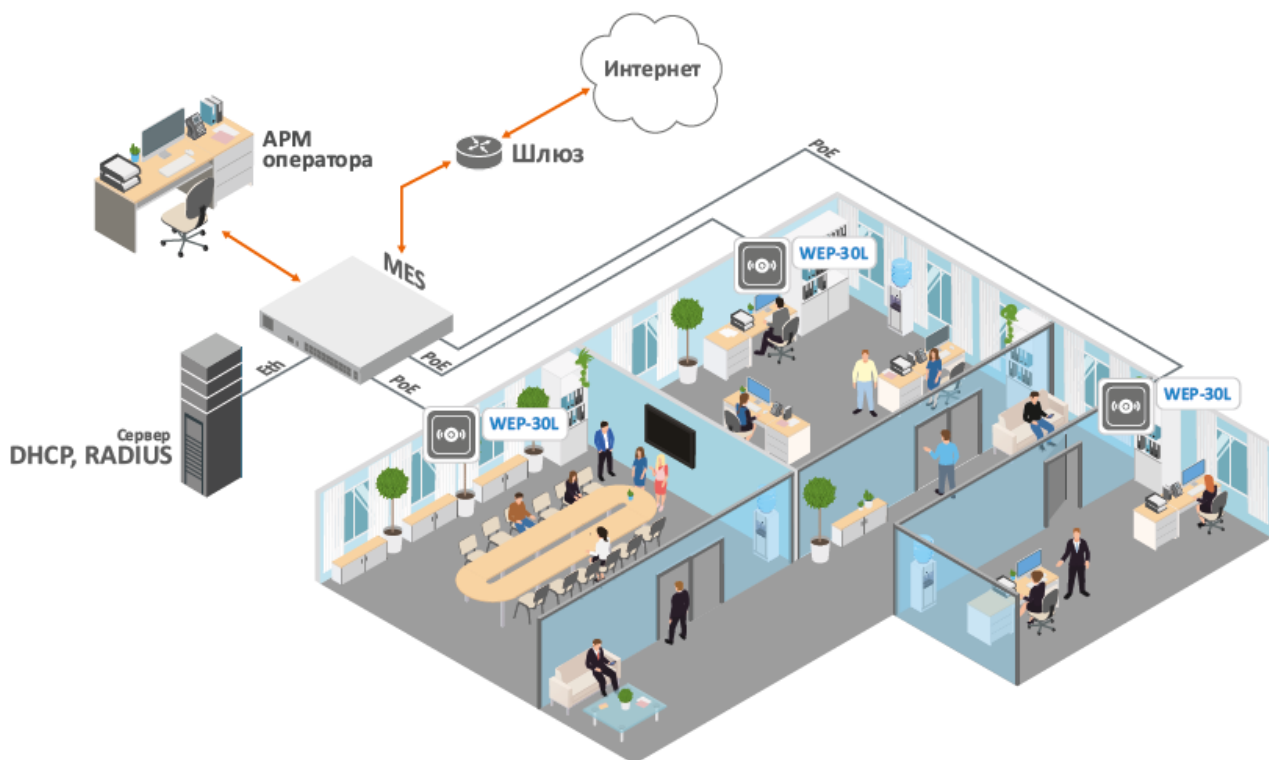 Интернет
АРМ
оператора
Шлюз
PoE
MES
WEP-30L
Eth
PoE
PoE
WEP-30L
WEP-30L
Сервер
DHCP, RADIUS